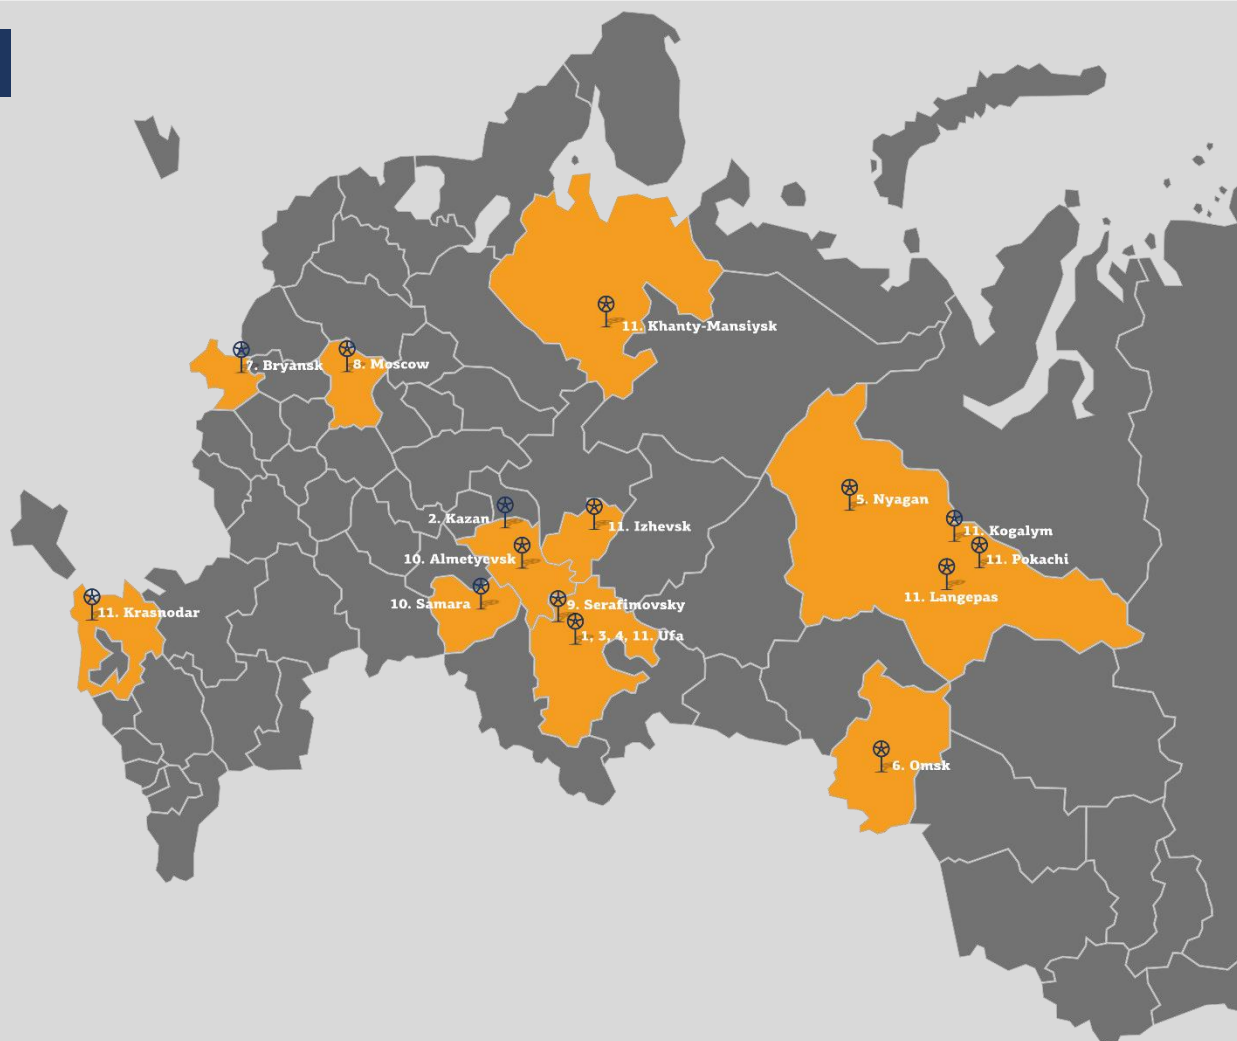 11. Khanty-Mansiysk
7. Bryansk
8. Moscow
5. Nyagan
2. Kazan
11. Izhevsk
11. Kogalym
10. Almetyevsk
11. Pokachi
11. Langepas
10. Samara
9. Serafimovsky
11. Krasnodar
1, 3, 4, 11. Ufa
6. Omsk